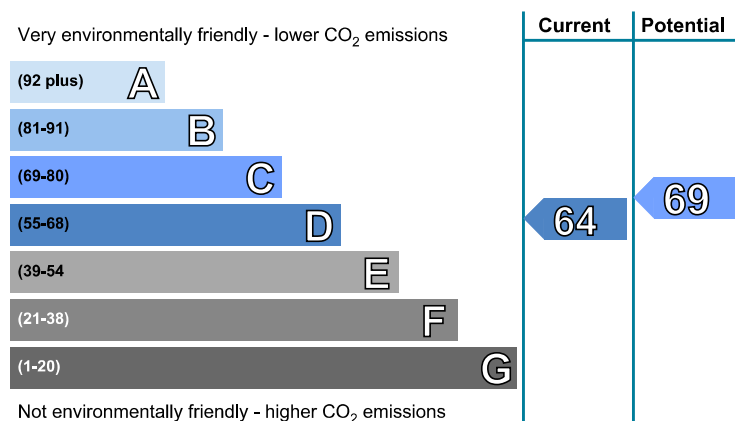 Very environmentally friendly - lower CO₂ emissions
Current
Potential
(92 plus) A
(81-91) B
(69-80) C
(55-68) D
(39-54 E
(21-38) F
(1-20) G
64
69
Not environmentally friendly - higher CO₂ emissions